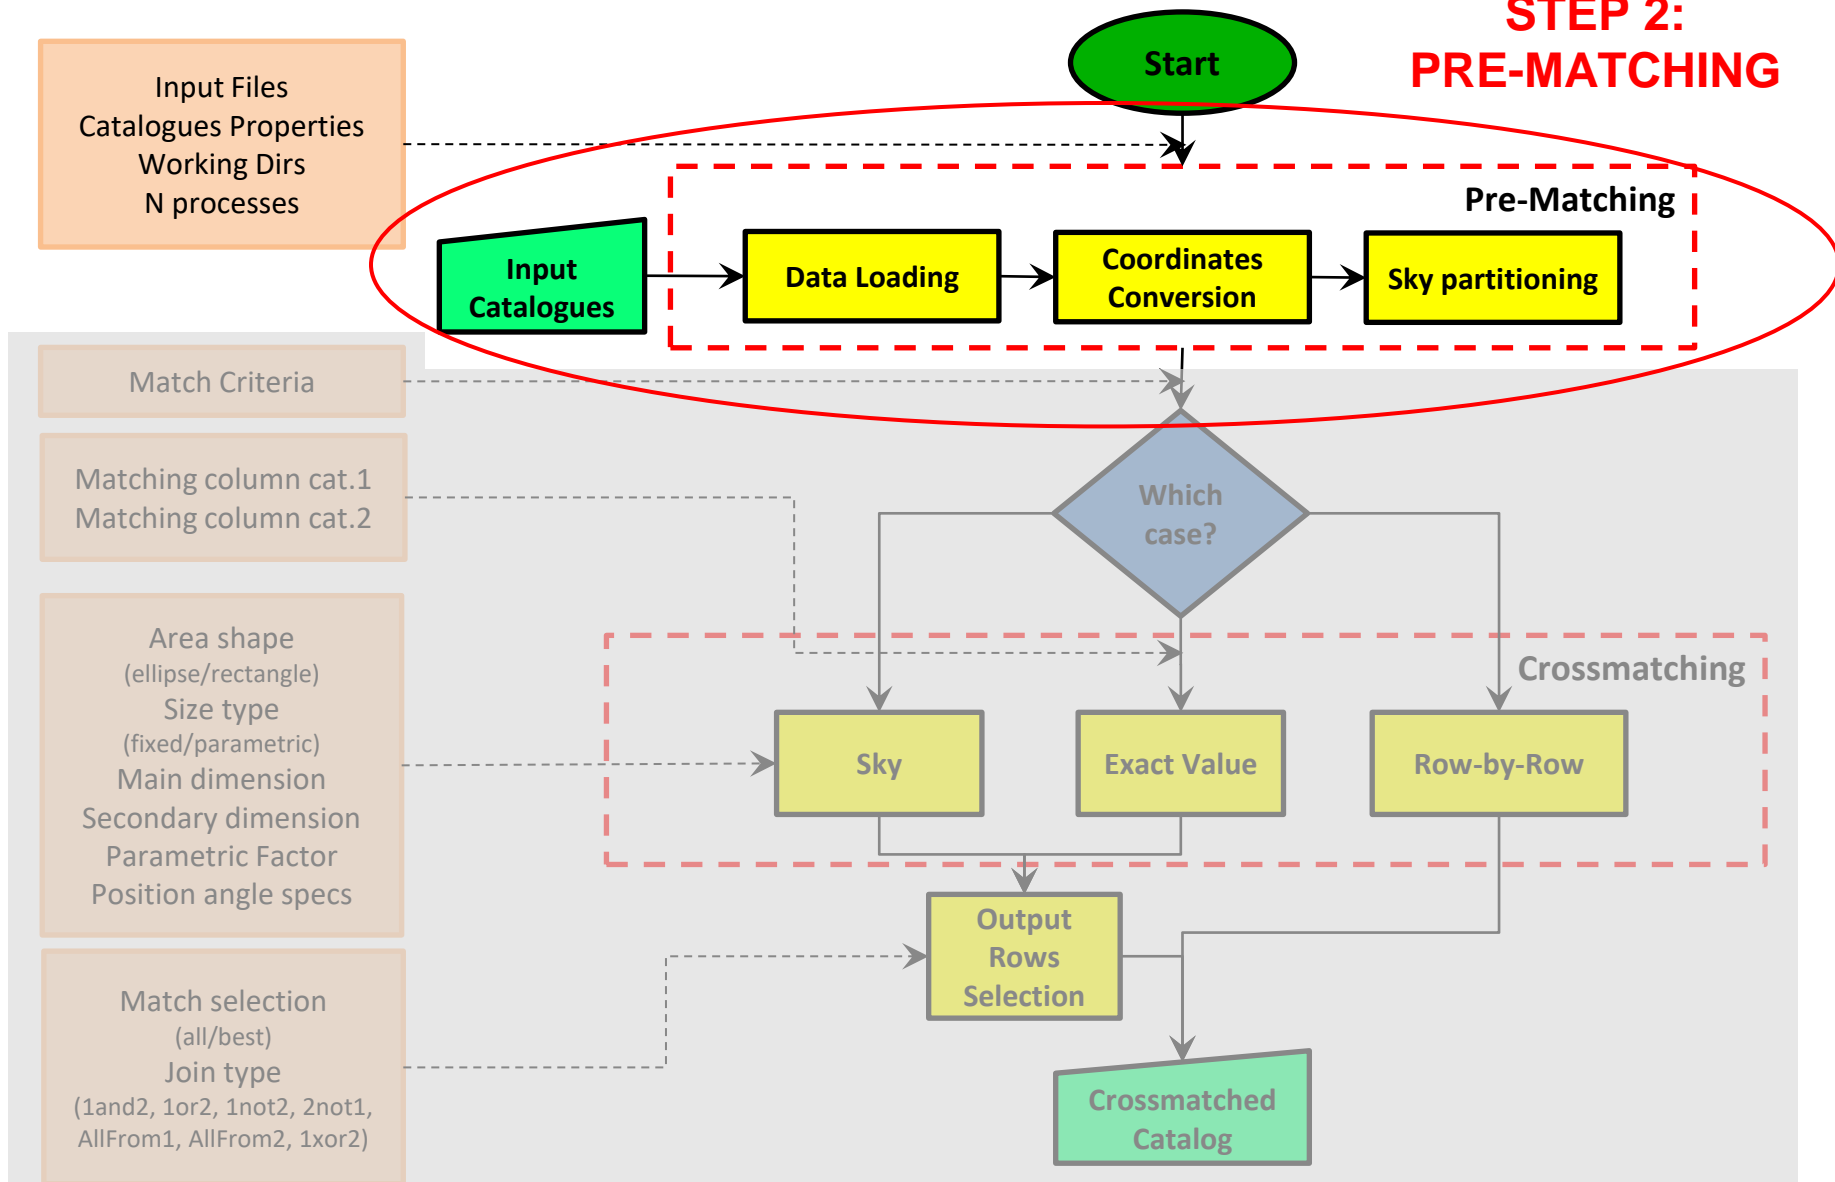 STEP 2:
PRE-MATCHING
Start
Input Files
Catalogues Properties
Working Dirs
N processes
Pre-Matching
Input
Catalogues
Data Loading
Coordinates
Conversion
Sky partitioning
Match Criteria
Matching column cat.1
Matching column cat.2
Which
case?
Area shape
(ellipse/rectangle)
Size type
(fixed/parametric)
Main dimension
Secondary dimension
Parametric Factor
Position angle specs
Crossmatching
Sky
Exact Value
Row-by-Row
Output
Rows
Selection
Match selection
(all/best)
Join type
(1and2, 1or2, 1not2, 2not1,
AllFrom1, AllFrom2, 1xor2)
Crossmatched
Catalog